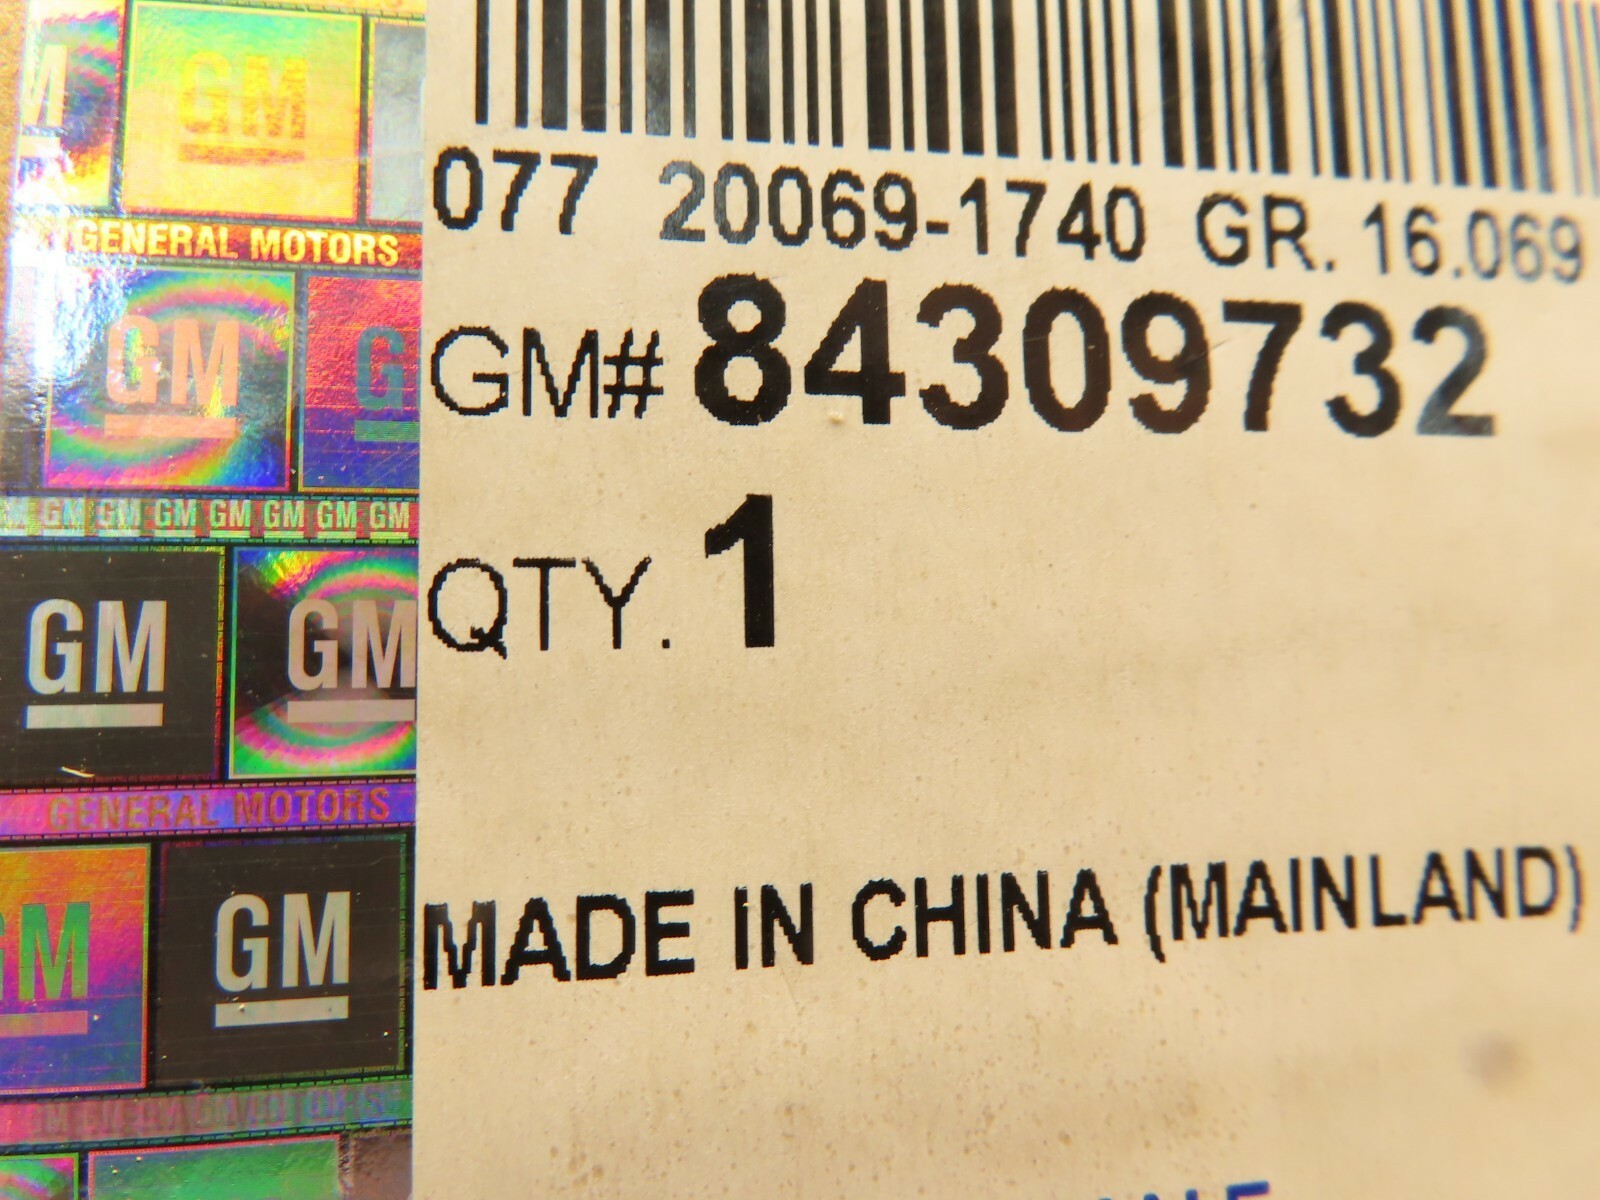 GM
GENERAL MOTORS
GM G
GM GM GM GM GM GM GM
GM GM
GENERAL MOTORS
GM GM
077 20069-1740 GR. 16.069
GM# 84309732
QTY. 1
MADE IN CHINA (MAINLAND)